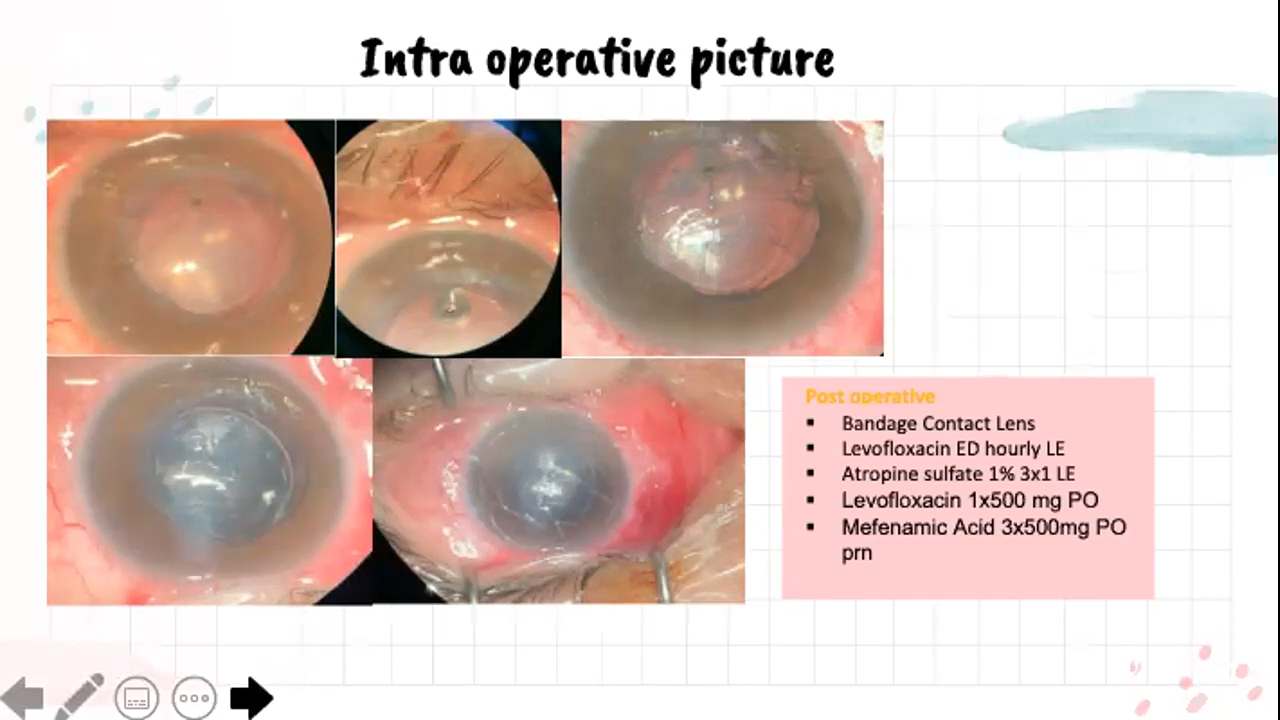 Intra operative picture
Post operative
▪ Bandage Contact Lens
▪ Levofloxacin ED hourly LE
▪ Atropine sulfate 1% 3x1 LE
▪ Levofloxacin 1x500 mg PO
▪ Mefenamic Acid 3x500mg PO
prn